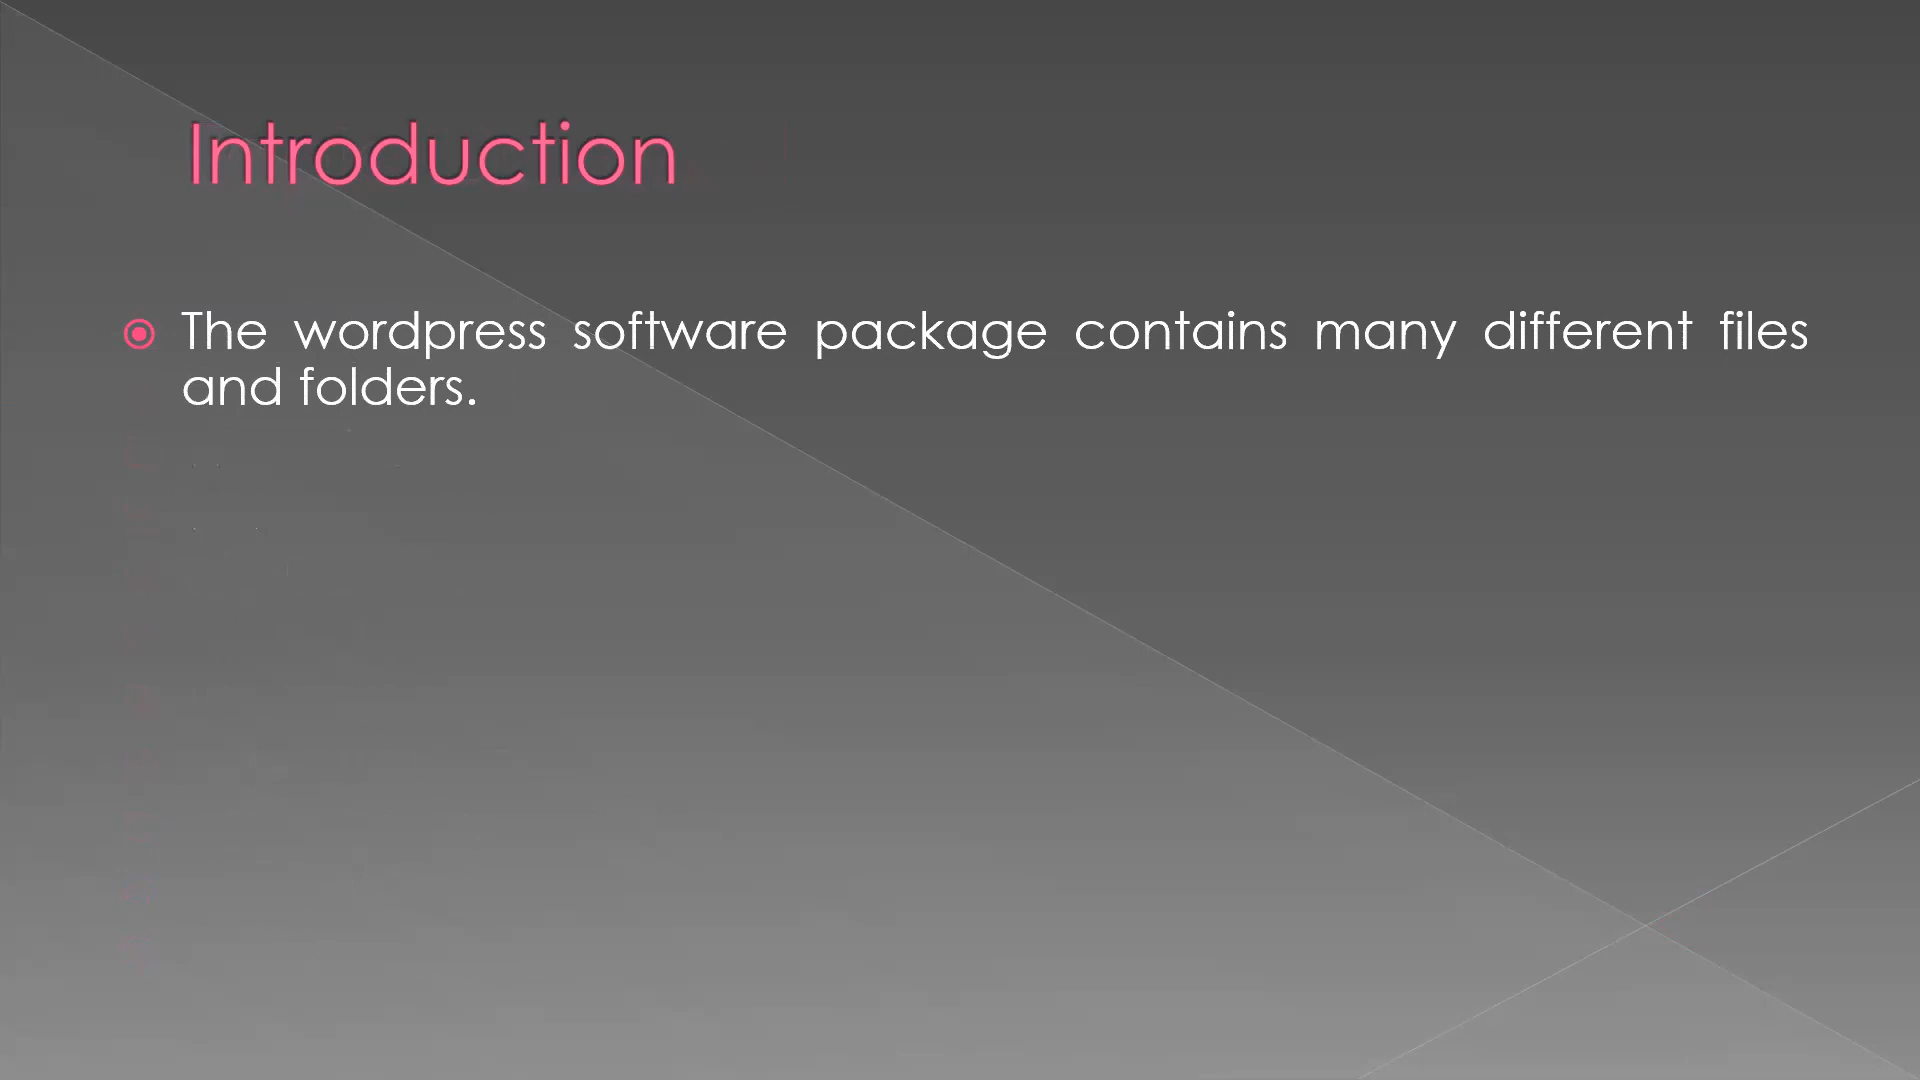 Introduction
The wordpress software package contains many different files
and folders.